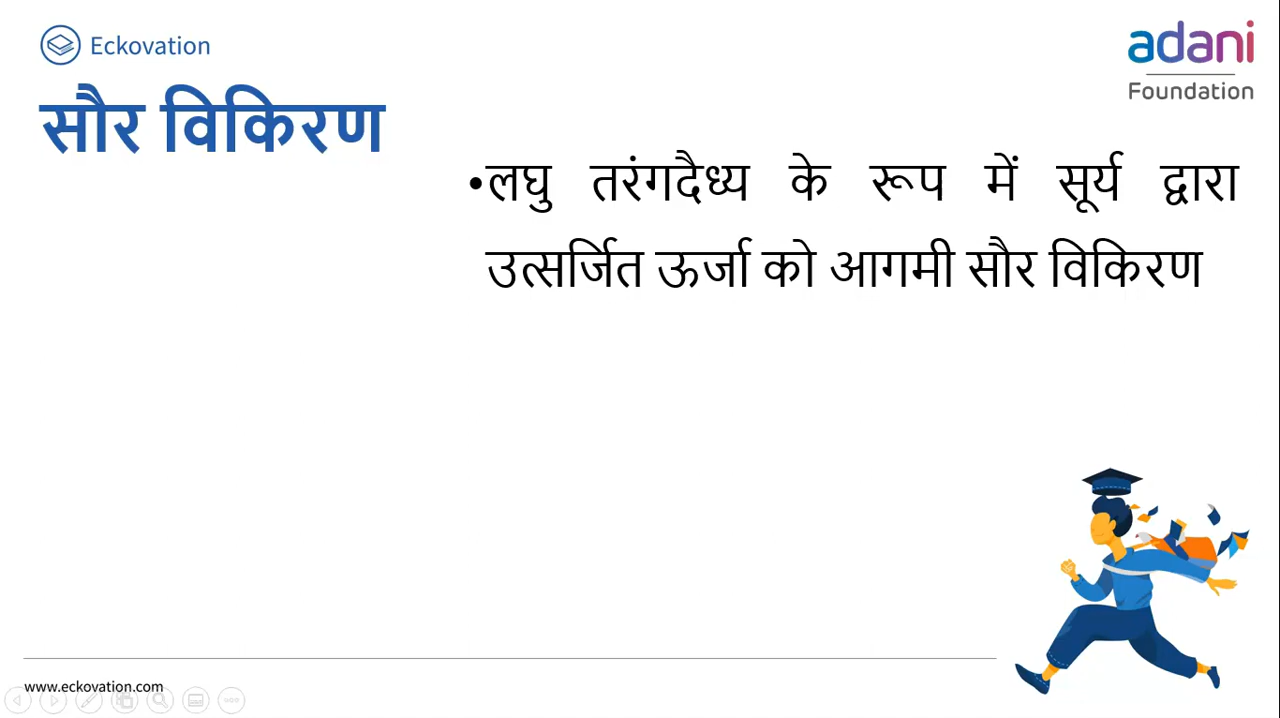 Eckovation
adani
Foundation
सौर विकिरण
•लघु तरंगदैध्य के रूप में सूर्य द्वारा
उत्सर्जित ऊर्जा को आगमी सौर विकिरण
www.eckovation.com